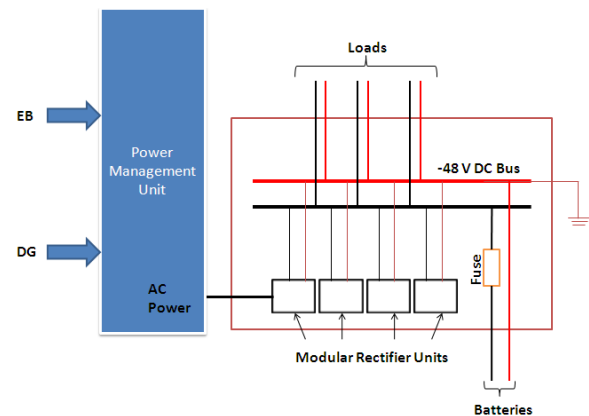 Loads
EB
Power
Management
Unit
-48 V DC Bus
DG
Fuse
AC
Power
Modular Rectifier Units
Batteries